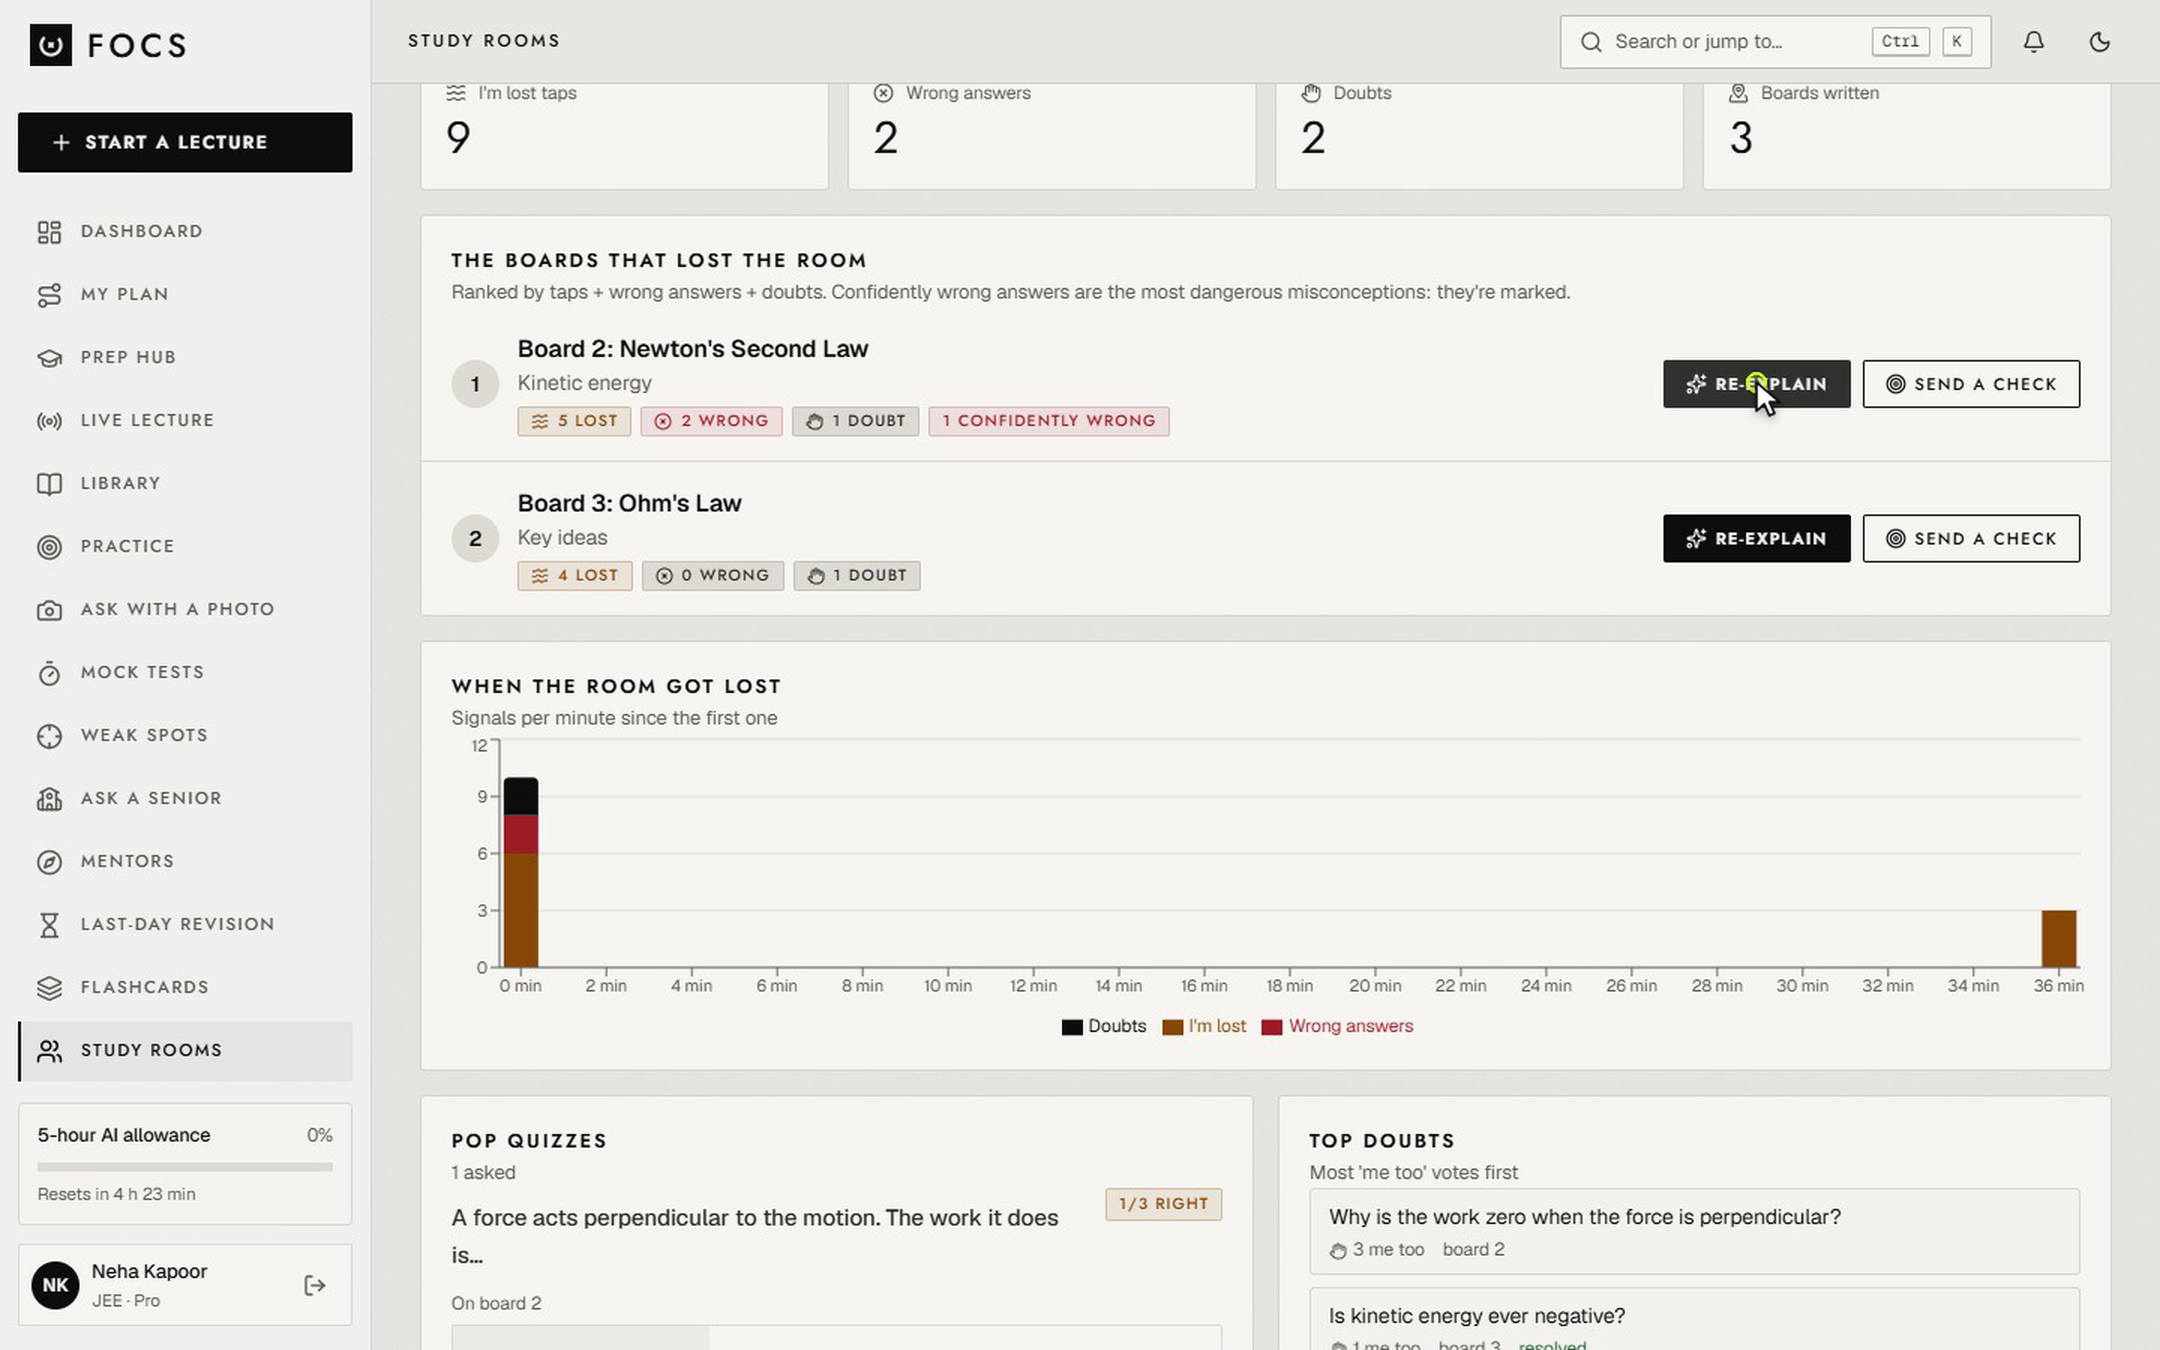 FOCS
START A LECTURE
DASHBOARD
MY PLAN
PREP HUB
LIVE LECTURE
LIBRARY
PRACTICE
ASK WITH A PHOTO
MOCK TESTS
WEAK SPOTS
ASK A SENIOR
MENTORS
LAST-DAY REVISION
FLASHCARDS
STUDY ROOMS
5-hour AI allowance 0%
Resets in 4 h 23 min
NK
Neha Kapoor
JEE · Pro
STUDY ROOMS
Search or jump to... Ctrl K
I'm lost taps
9
Wrong answers
2
Doubts
2
Boards written
3
THE BOARDS THAT LOST THE ROOM
Ranked by taps + wrong answers + doubts. Confidently wrong answers are the most dangerous misconceptions: they're marked.
1
Board 2: Newton's Second Law
Kinetic energy
5 LOST 2 WRONG 1 DOUBT 1 CONFIDENTLY WRONG
RE-EXPLAIN SEND A CHECK
2
Board 3: Ohm's Law
Key ideas
4 LOST 0 WRONG 1 DOUBT
RE-EXPLAIN SEND A CHECK
WHEN THE ROOM GOT LOST
Signals per minute since the first one
12
9
6
3
0
0 min 2 min 4 min 6 min 8 min 10 min 12 min 14 min 16 min 18 min 20 min 22 min 24 min 26 min 28 min 30 min 32 min 34 min 36 min
Doubts I'm lost Wrong answers
POP QUIZZES
1 asked
A force acts perpendicular to the motion. The work it does
is...
1/3 RIGHT
On board 2
TOP DOUBTS
Most 'me too' votes first
Why is the work zero when the force is perpendicular?
3 me too board 2
Is kinetic energy ever negative?
1 me too board 3 resolved